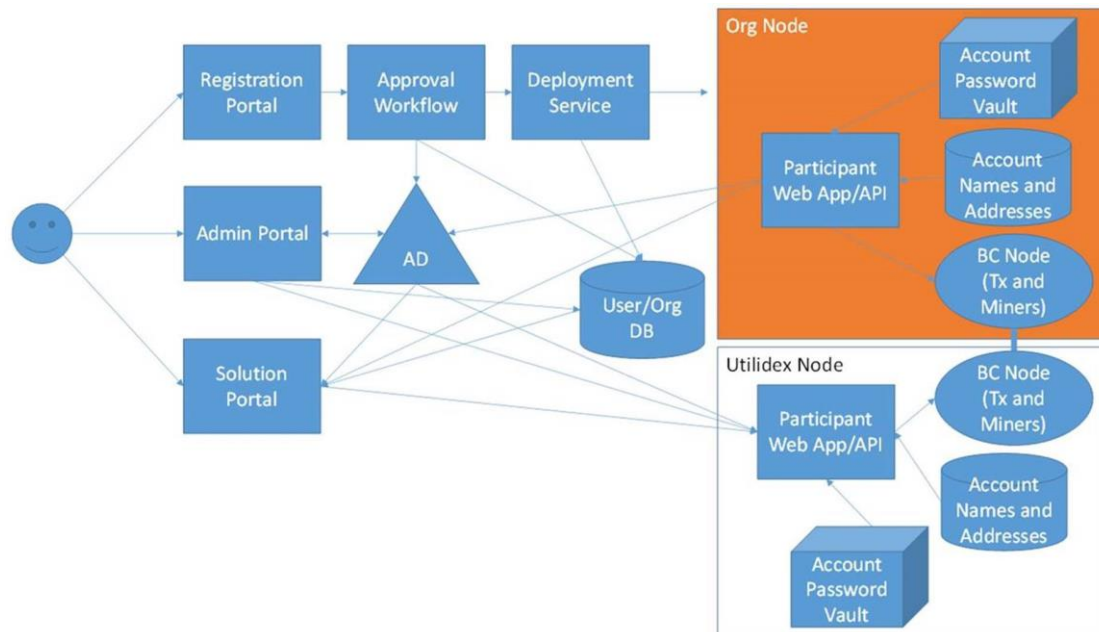 Org Node
Account
Password
Vault
Registration
Portal
Approval
Workflow
Deployment
Service
Participant
Web App/API
Account
Names and
Addresses
Admin Portal
AD
BC Node
(Tx and
Miners)
User/Org
DB
Solution
Portal
Utilidex Node
BC Node
(Tx and
Miners)
Participant
Web App/API
Account
Names and
Addresses
Account
Password
Vault